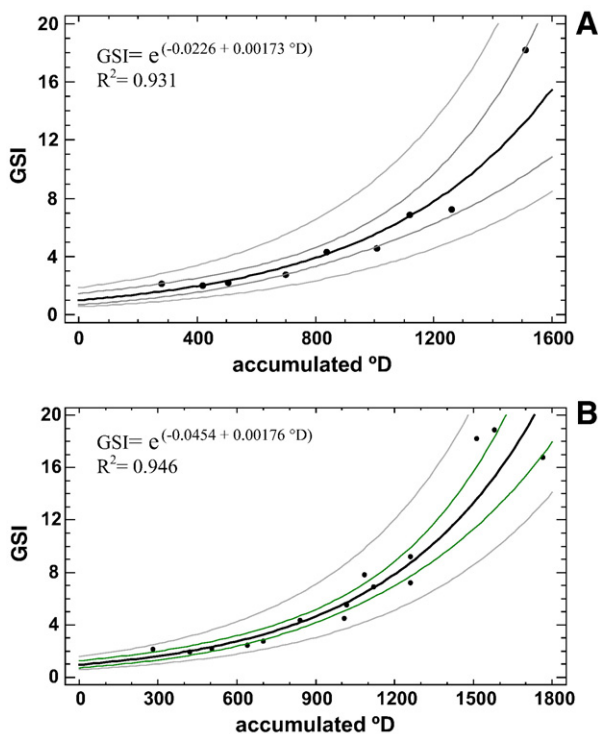 A
GSI= e(-0.0226 + 0.00173 °D)
R2= 0.931
20
16
12
8
4
0
GSI
0 400 800 1200 1600
accumulated ºD
B
GSI= e(-0.0454 + 0.00176 °D)
R2= 0.946
20
16
12
8
4
0
GSI
0 300 600 900 1200 1500 1800
accumulated ºD